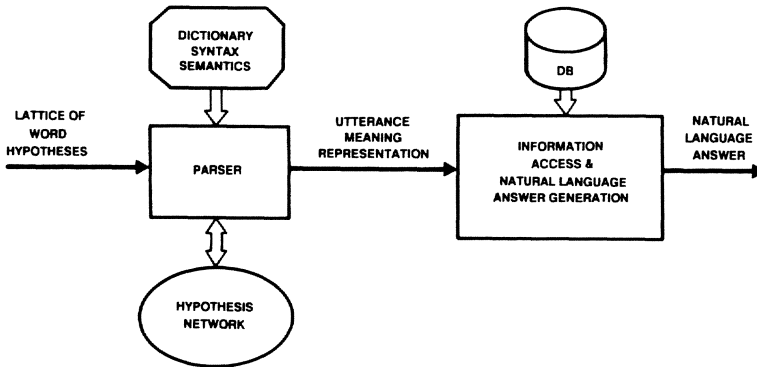 DICTIONARY
SYNTAX
SEMANTICS
DB
LATTICE OF
WORD
HYPOTHESES
PARSER
UTTERANCE
MEANING
REPRESENTATION
INFORMATION
ACCESS &
NATURAL LANGUAGE
ANSWER GENERATION
NATURAL
LANGUAGE
ANSWER
HYPOTHESIS
NETWORK